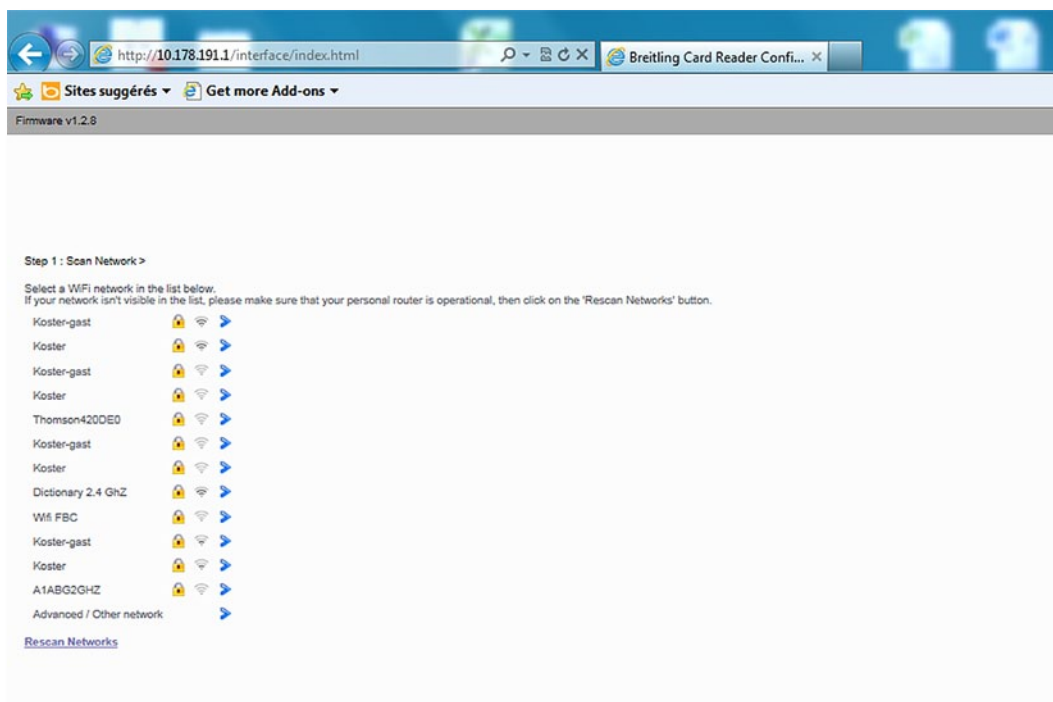 http://10.178.191.1/interface/index.html
Breitling Card Reader Confi...
Sites suggérés
Get more Add-ons
Firmware v1.2.8
Step 1 : Scan Network >
Select a WiFi network in the list below.
If your network isn't visible in the list, please make sure that your personal router is operational, then click on the 'Rescan Networks' button.
Koster-gast
Koster
Koster-gast
Koster
Thomson420DE0
Koster-gast
Koster
Dictionary 2.4 GhZ
Wifi FBC
Koster-gast
Koster
A1ABG2GHZ
Advanced / Other network
Rescan Networks